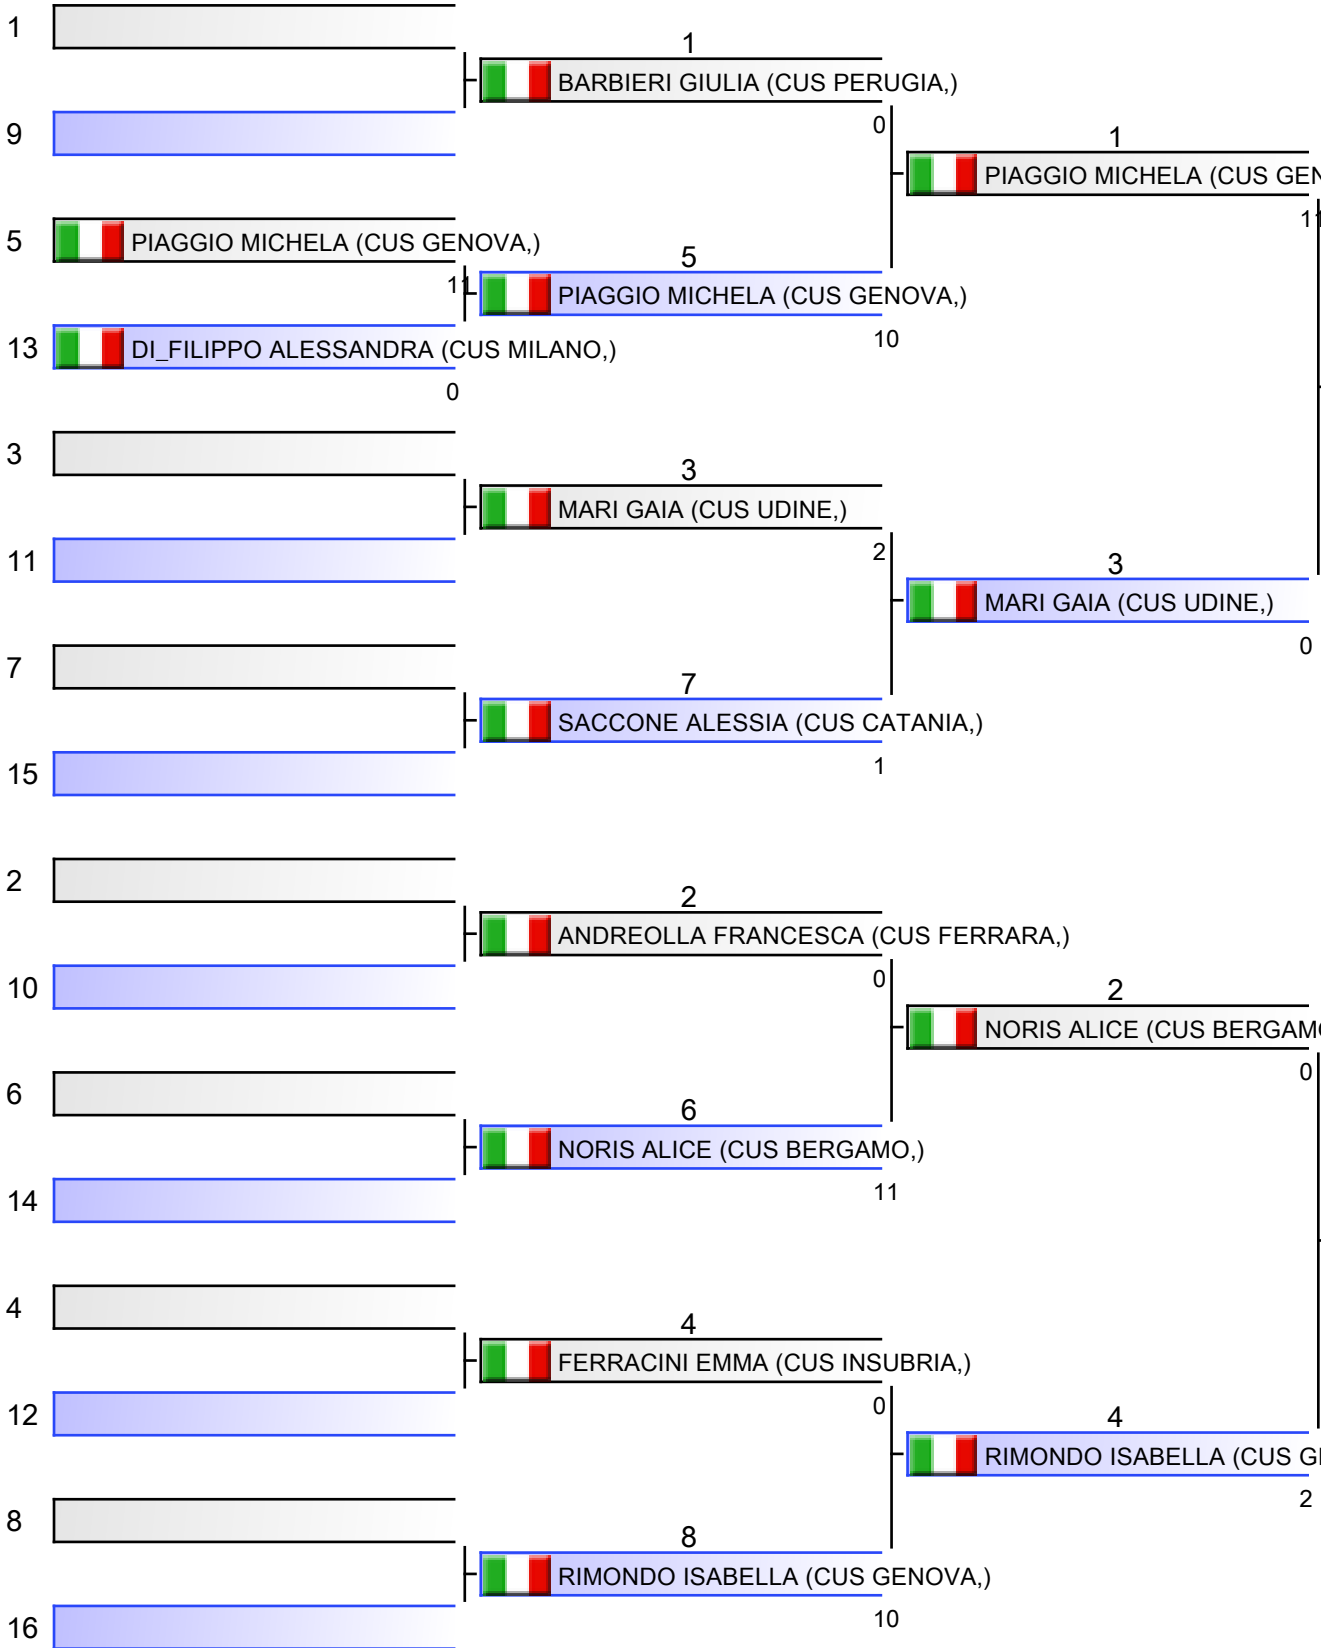 1
9
5 PIAGGIO MICHELA (CUS GENOVA,)
11
13 DI_FILIPPO ALESSANDRA (CUS MILANO,)
0
3
11
7
15
2
10
6
14
4
12
8
16
1
BARBIERI GIULIA (CUS PERUGIA,)
0
5
PIAGGIO MICHELA (CUS GENOVA,)
10
3
MARI GAIA (CUS UDINE,)
2
7
SACCONE ALESSIA (CUS CATANIA,)
1
2
ANDREOLLA FRANCESCA (CUS FERRARA,)
0
6
NORIS ALICE (CUS BERGAMO,)
11
4
FERRACINI EMMA (CUS INSUBRIA,)
0
8
RIMONDO ISABELLA (CUS GENOVA,)
10
1
PIAGGIO MICHELA (CUS GEN
11
3
MARI GAIA (CUS UDINE,)
0
2
NORIS ALICE (CUS BERGAMO
0
4
RIMONDO ISABELLA (CUS G
2